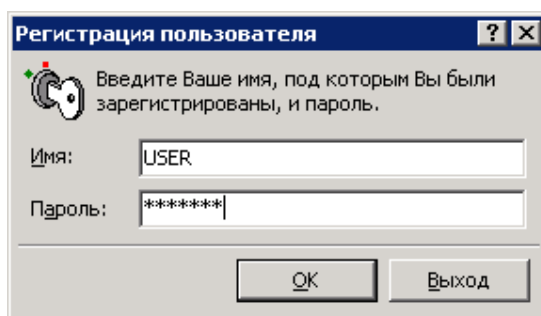 Регистрация пользователя
Введите Ваше имя, под которым Вы были
зарегистрированы, и пароль.
Имя: USER
Пароль: *******
OK Выход